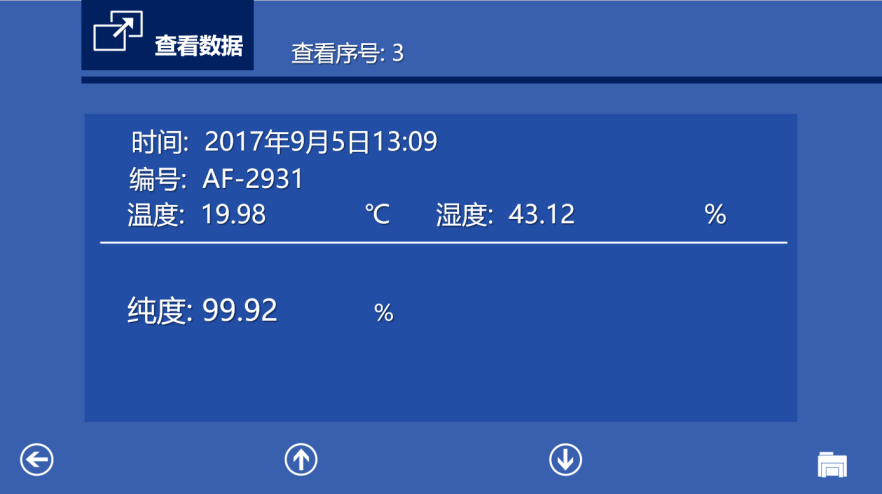 查看数据
查看序号: 3
时间: 2017年9月5日13:09
编号: AF-2931
温度: 19.98 ℃ 湿度: 43.12 %
纯度: 99.92 %